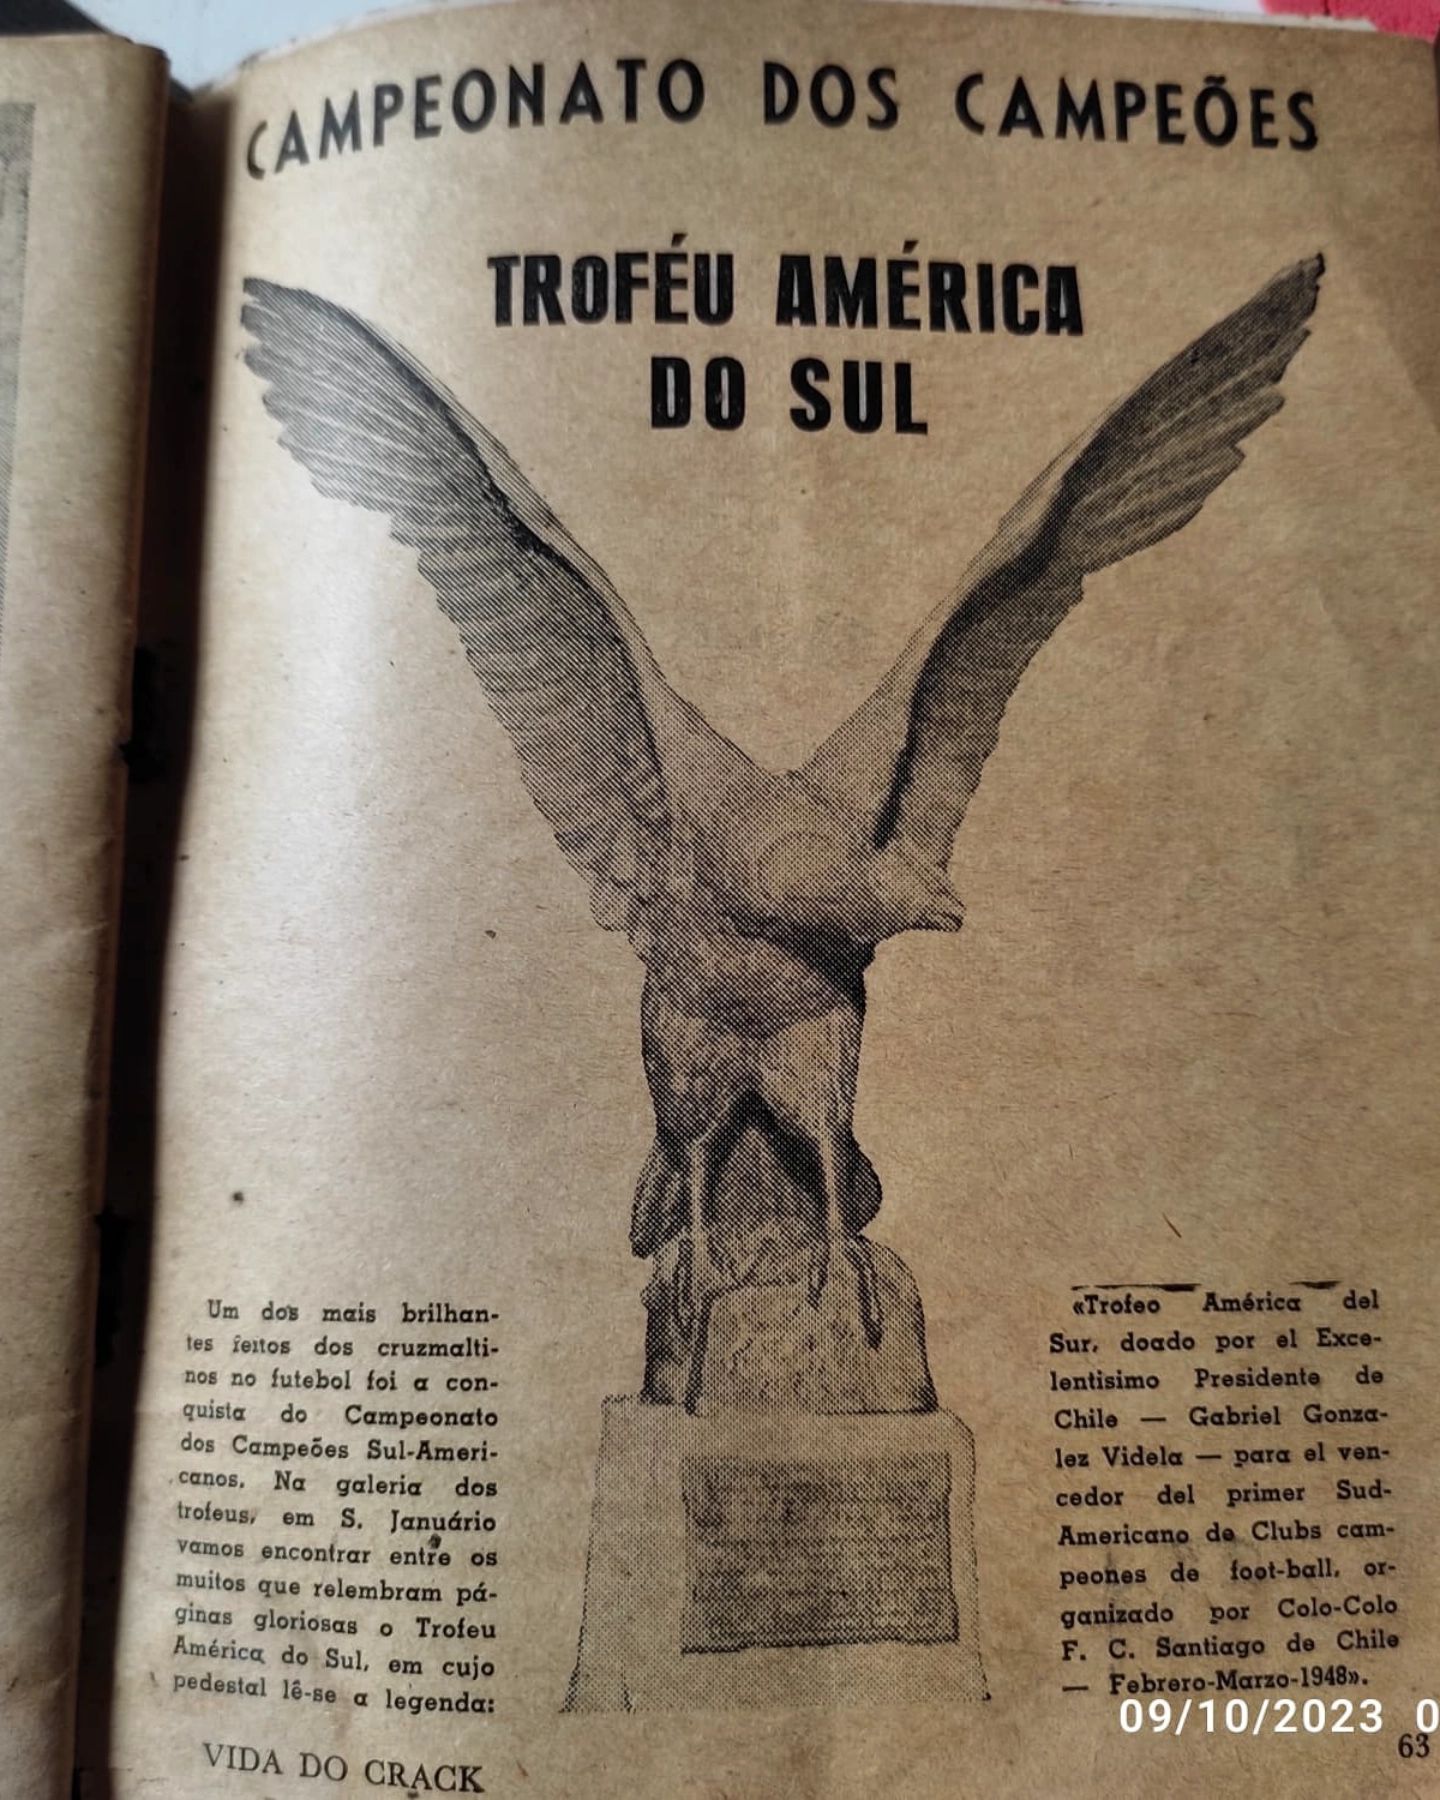 CAMPEONATO DOS CAMPEÕES
TROFÉU AMÉRICA
DO SUL
Um dos mais brilhan-
tes feitos dos cruzmalti-
nos no futebol foi a con-
quista do Campeonato
dos Campeões Sul-Ameri-
canos. Na galeria dos
trofeus, em S. Januário
vamos encontrar entre os
muitos que relembram pá-
ginas gloriosas o Trofeu
América do Sul, em cujo
pedestal lê-se a legenda:
«Trofeo América del
Sur, doado por el Exce-
lentisimo Presidente de
Chile — Gabriel Gonza-
lez Videla — para el ven-
cedor del primer Sud-
Americano de Clubs cam-
peones de foot-ball, or-
ganizado por Colo-Colo
F. C. Santiago de Chile
— Febrero-Marzo-1948».
09/10/2023 0
63
VIDA DO CRACK